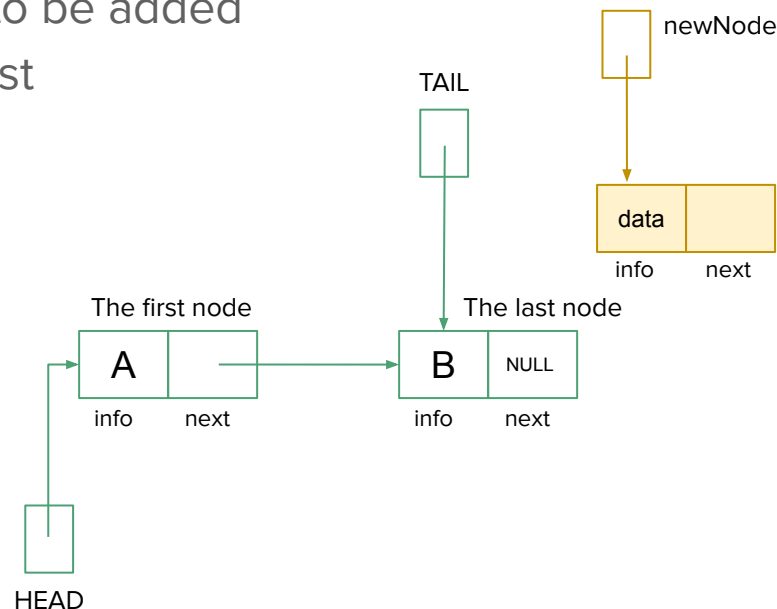 to be added
st
newNode
TAIL
data
info next
The first node
The last node
A
B NULL
info next
info next
HEAD